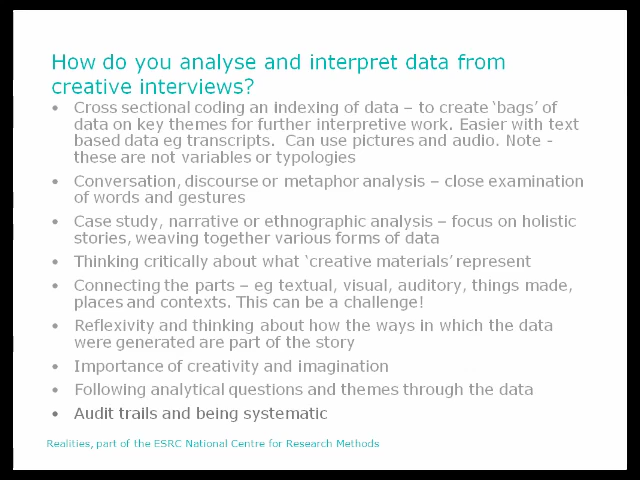 How do you analyse and interpret data from
creative interviews?
• Cross sectional coding an indexing of data – to create ‘bags’ of
data on key themes for further interpretive work. Easier with text
based data eg transcripts.  Can use pictures and audio. Note -
these are not variables or typologies
• Conversation, discourse or metaphor analysis – close examination
of words and gestures
• Case study, narrative or ethnographic analysis – focus on holistic
stories, weaving together various forms of data
• Thinking critically about what ‘creative materials’ represent
• Connecting the parts – eg textual, visual, auditory, things made,
places and contexts. This can be a challenge!
• Reflexivity and thinking about how the ways in which the data
were generated are part of the story
• Importance of creativity and imagination
• Following analytical questions and themes through the data
• Audit trails and being systematic
Realities, part of the ESRC National Centre for Research Methods